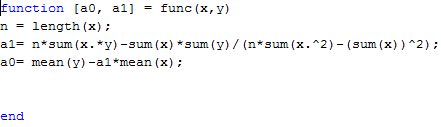 function [a0, a1] = func(x,y)
n = length(x);
a1= n*sum(x.*y)-sum(x)*sum(y)/(n*sum(x.^2)-(sum(x))^2);
a0= mean(y)-a1*mean(x);
end